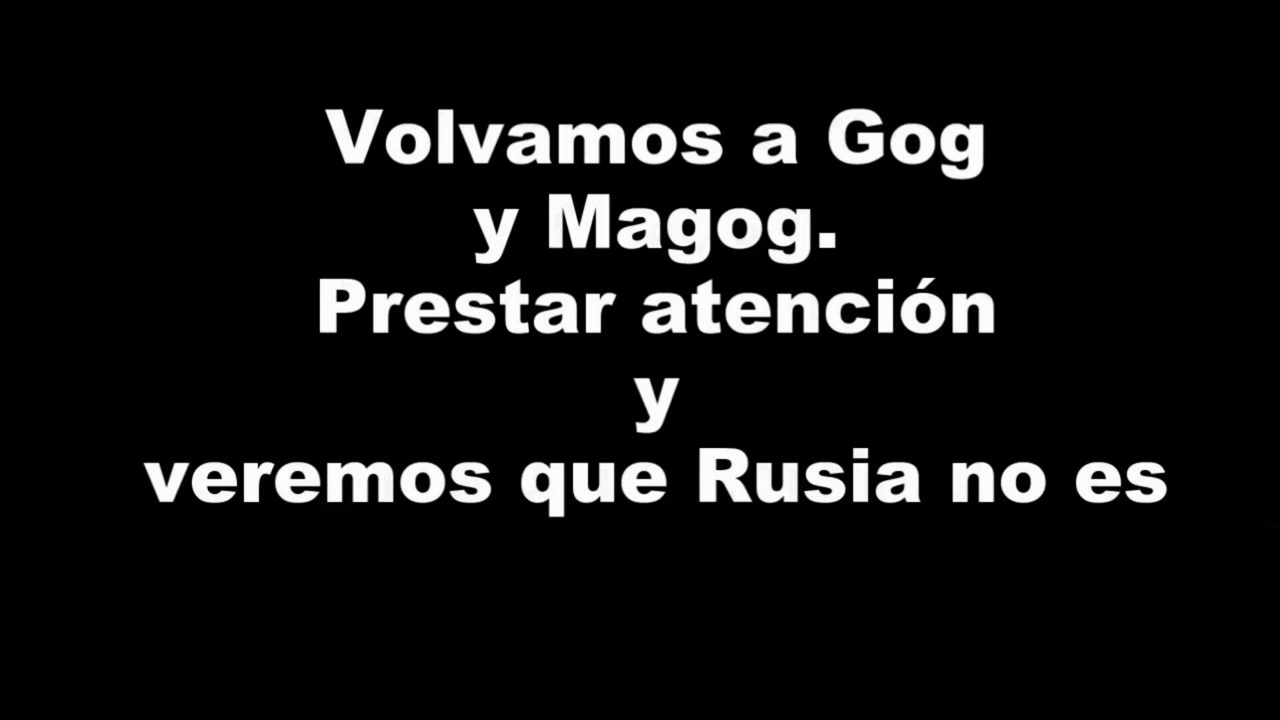 Volvamos a Gog
y Magog.
Prestar atención
y
veremos que Rusia no es